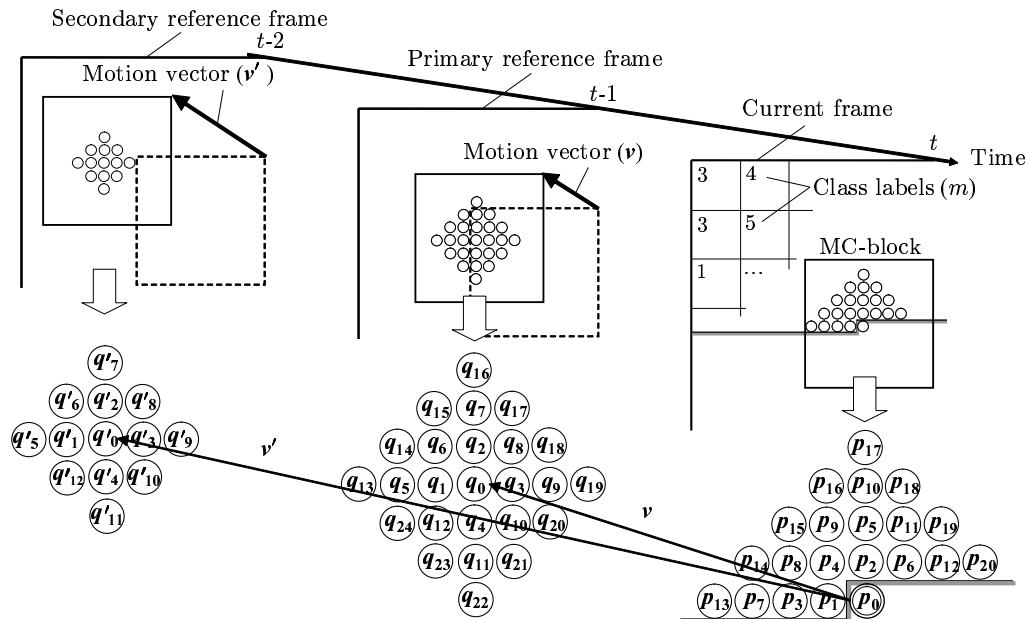 Secondary reference frame
t-2
Motion vector (v′ )
Primary reference frame
t-1
Motion vector (v)
Current frame
t
Time
3
4
Class labels (m)
3
5
1
...
MC-block
q′7
q′6 q′2 q′8
q′5 q′1 q′0 q′3 q′9
q′12 q′4 q′10
q′11
v′
q16
q15 q7 q17
q14 q6 q2 q8 q18
q13 q5 q1 q0 q3 q9 q19
q24 q12 q4 q10 q20
q23 q11 q21
q22
v
p17
p16 p10 p18
p15 p9 p5 p11 p19
p14 p8 p4 p2 p6 p12 p20
p13 p7 p3 p1 p0